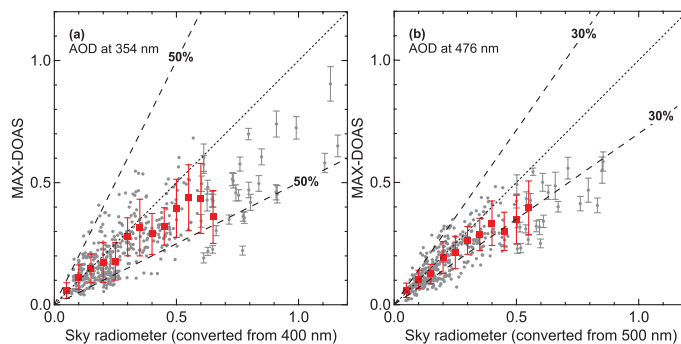 (a)
AOD at 354 nm
50%
50%
MAX-DOAS
1.0
0.5
0.0
0.0 0.5 1.0
Sky radiometer (converted from 400 nm)
(b)
AOD at 476 nm
30%
30%
MAX-DOAS
1.0
0.5
0.0
0.0 0.5 1.0
Sky radiometer (converted from 500 nm)